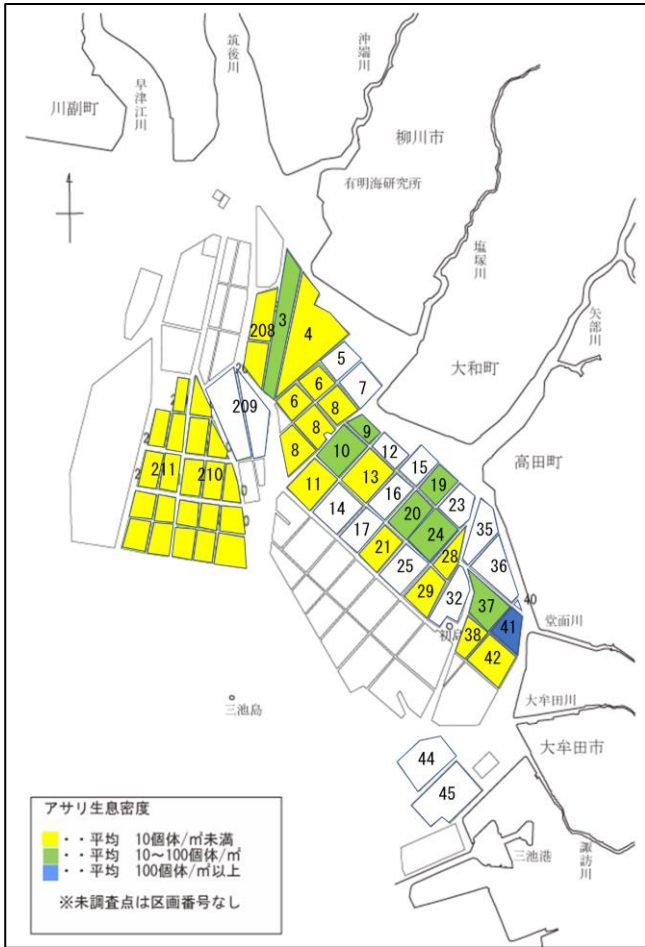 筑後川
沖端川
早津江川
川副町
柳川市
有明海研究所
塩塚川
矢部川
大和町
高田町
208
3
4
5
7
6
6
8
8
8
209
211
210
9
10
11
12
13
14
15
16
17
19
20
21
23
24
25
28
29
32
35
36
37
38
40
41
42
初島
堂面川
大牟田川
三池島
大牟田市
44
45
三池港
諏訪川
アサリ生息密度
・・平均 10個体/㎡未満
・・平均 10~100個体/㎡
・・平均 100個体/㎡以上
※未調査点は区画番号なし